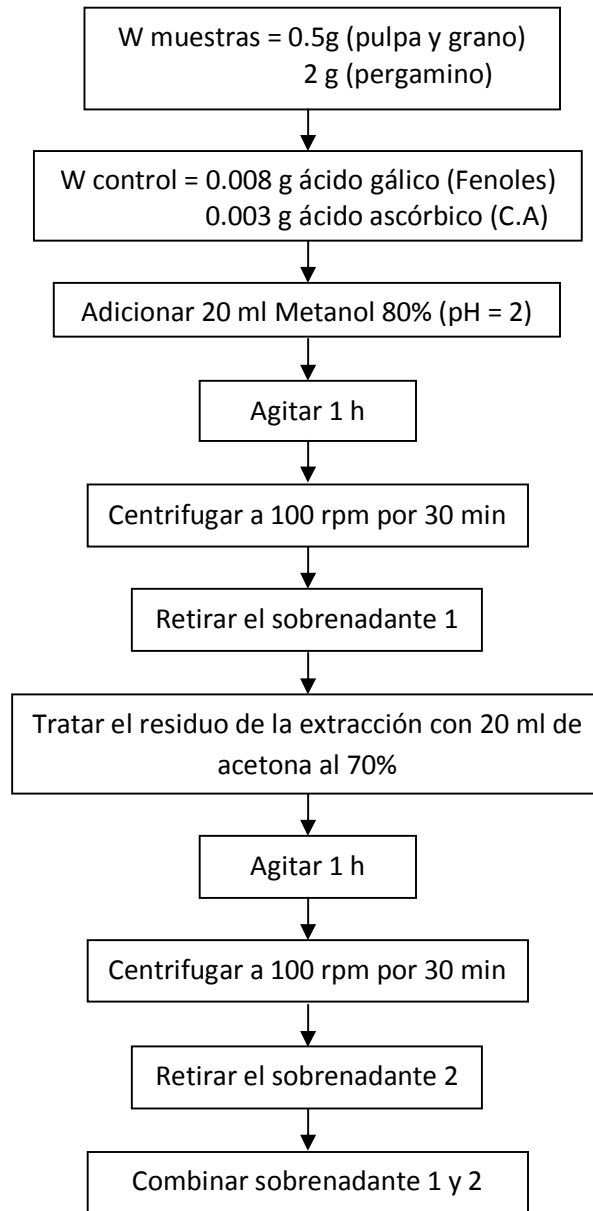 W muestras = 0.5g (pulpa y grano)
2 g (pergamino)
W control = 0.008 g ácido gálico (Fenoles)
0.003 g ácido ascórbico (C.A)
Adicionar 20 ml Metanol 80% (pH = 2)
Agitar 1 h
Centrifugar a 100 rpm por 30 min
Retirar el sobrenadante 1
Tratar el residuo de la extracción con 20 ml de
acetona al 70%
Agitar 1 h
Centrifugar a 100 rpm por 30 min
Retirar el sobrenadante 2
Combinar sobrenadante 1 y 2